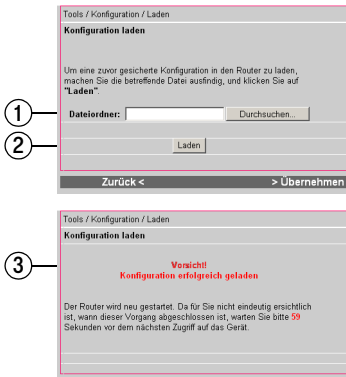 Tools / Konfiguration / Laden
Konfiguration laden
Um eine zuvor gesicherte Konfiguration in den Router zu laden,
machen Sie die betreffende Datei ausfindig, und klicken Sie auf
"Laden".
1 Dateiordner: Durchsuchen...
2 Laden
Zurück < > Übernehmen
Tools / Konfiguration / Laden
Konfiguration laden
3 Vorsicht!
Konfiguration erfolgreich geladen
Der Router wird neu gestartet. Da für Sie nicht eindeutig ersichtlich
ist, wann dieser Vorgang abgeschlossen ist, warten Sie bitte 59
Sekunden vor dem nächsten Zugriff auf das Gerät.